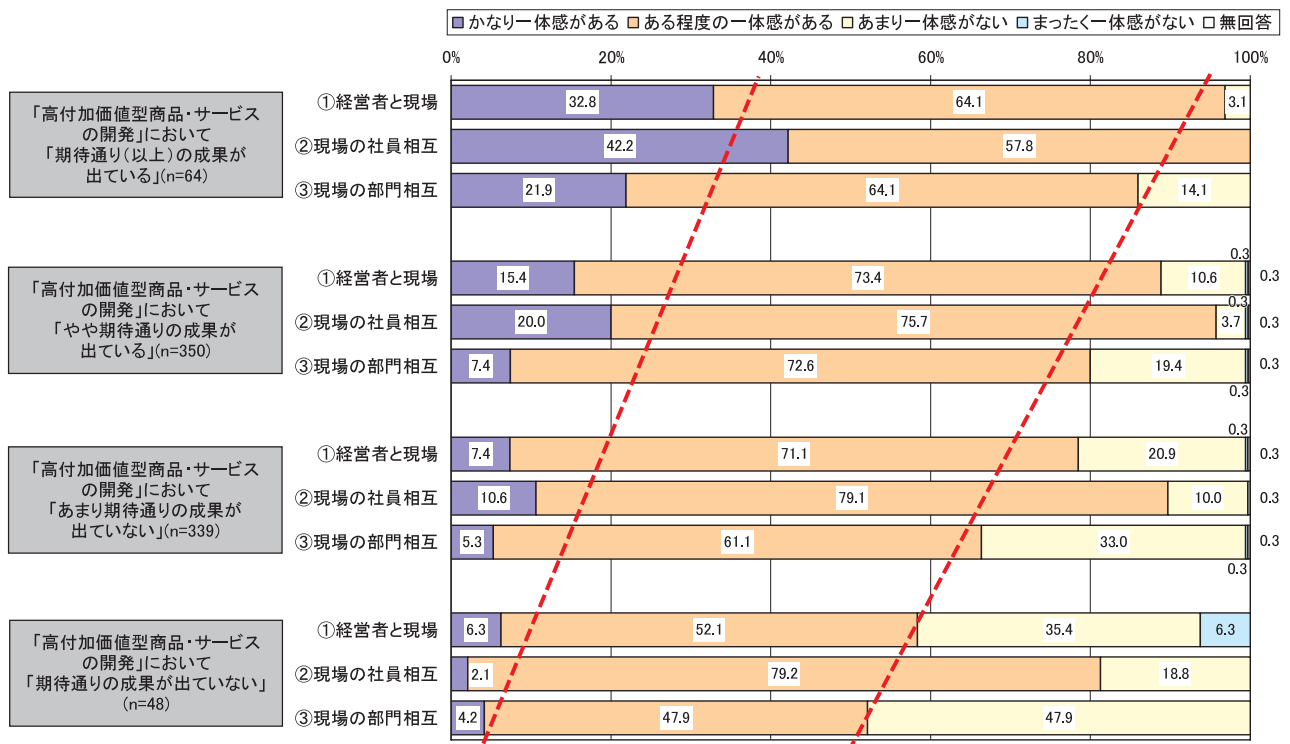 かなり一体感がある ある程度の一体感がある あまり一体感がない まったく一体感がない 無回答
0% 20% 40% 60% 80% 100%
「高付加価値型商品・サービス
の開発」において
「期待通り(以上)の成果が
出ている」(n=64)
①経営者と現場 32.8 64.1 3.1
②現場の社員相互 42.2 57.8
③現場の部門相互 21.9 64.1 14.1
「高付加価値型商品・サービス
の開発」において
「やや期待通りの成果が
出ている」(n=350)
0.3
①経営者と現場 15.4 73.4 10.6 0.3
0.3
②現場の社員相互 20.0 75.7 3.7 0.3
③現場の部門相互 7.4 72.6 19.4 0.3
0.3
「高付加価値型商品・サービス
の開発」において
「あまり期待通りの成果が
出ていない」(n=339)
0.3
①経営者と現場 7.4 71.1 20.9 0.3
②現場の社員相互 10.6 79.1 10.0 0.3
③現場の部門相互 5.3 61.1 33.0 0.3
0.3
「高付加価値型商品・サービス
の開発」において
「期待通りの成果が出ていない」
(n=48)
①経営者と現場 6.3 52.1 35.4 6.3
②現場の社員相互 2.1 79.2 18.8
③現場の部門相互 4.2 47.9 47.9